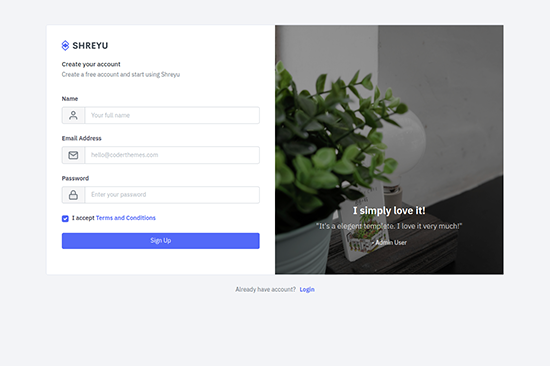 SHREYU
Create your account
Create a free account and start using Shreyu
Name
Your full name
Email Address
hello@coderthemes.com
Password
Enter your password
I accept Terms and Conditions
Sign Up
I simply love it!
"It's a elegent template. I love it very much!"
- Admin User
Already have account? Login